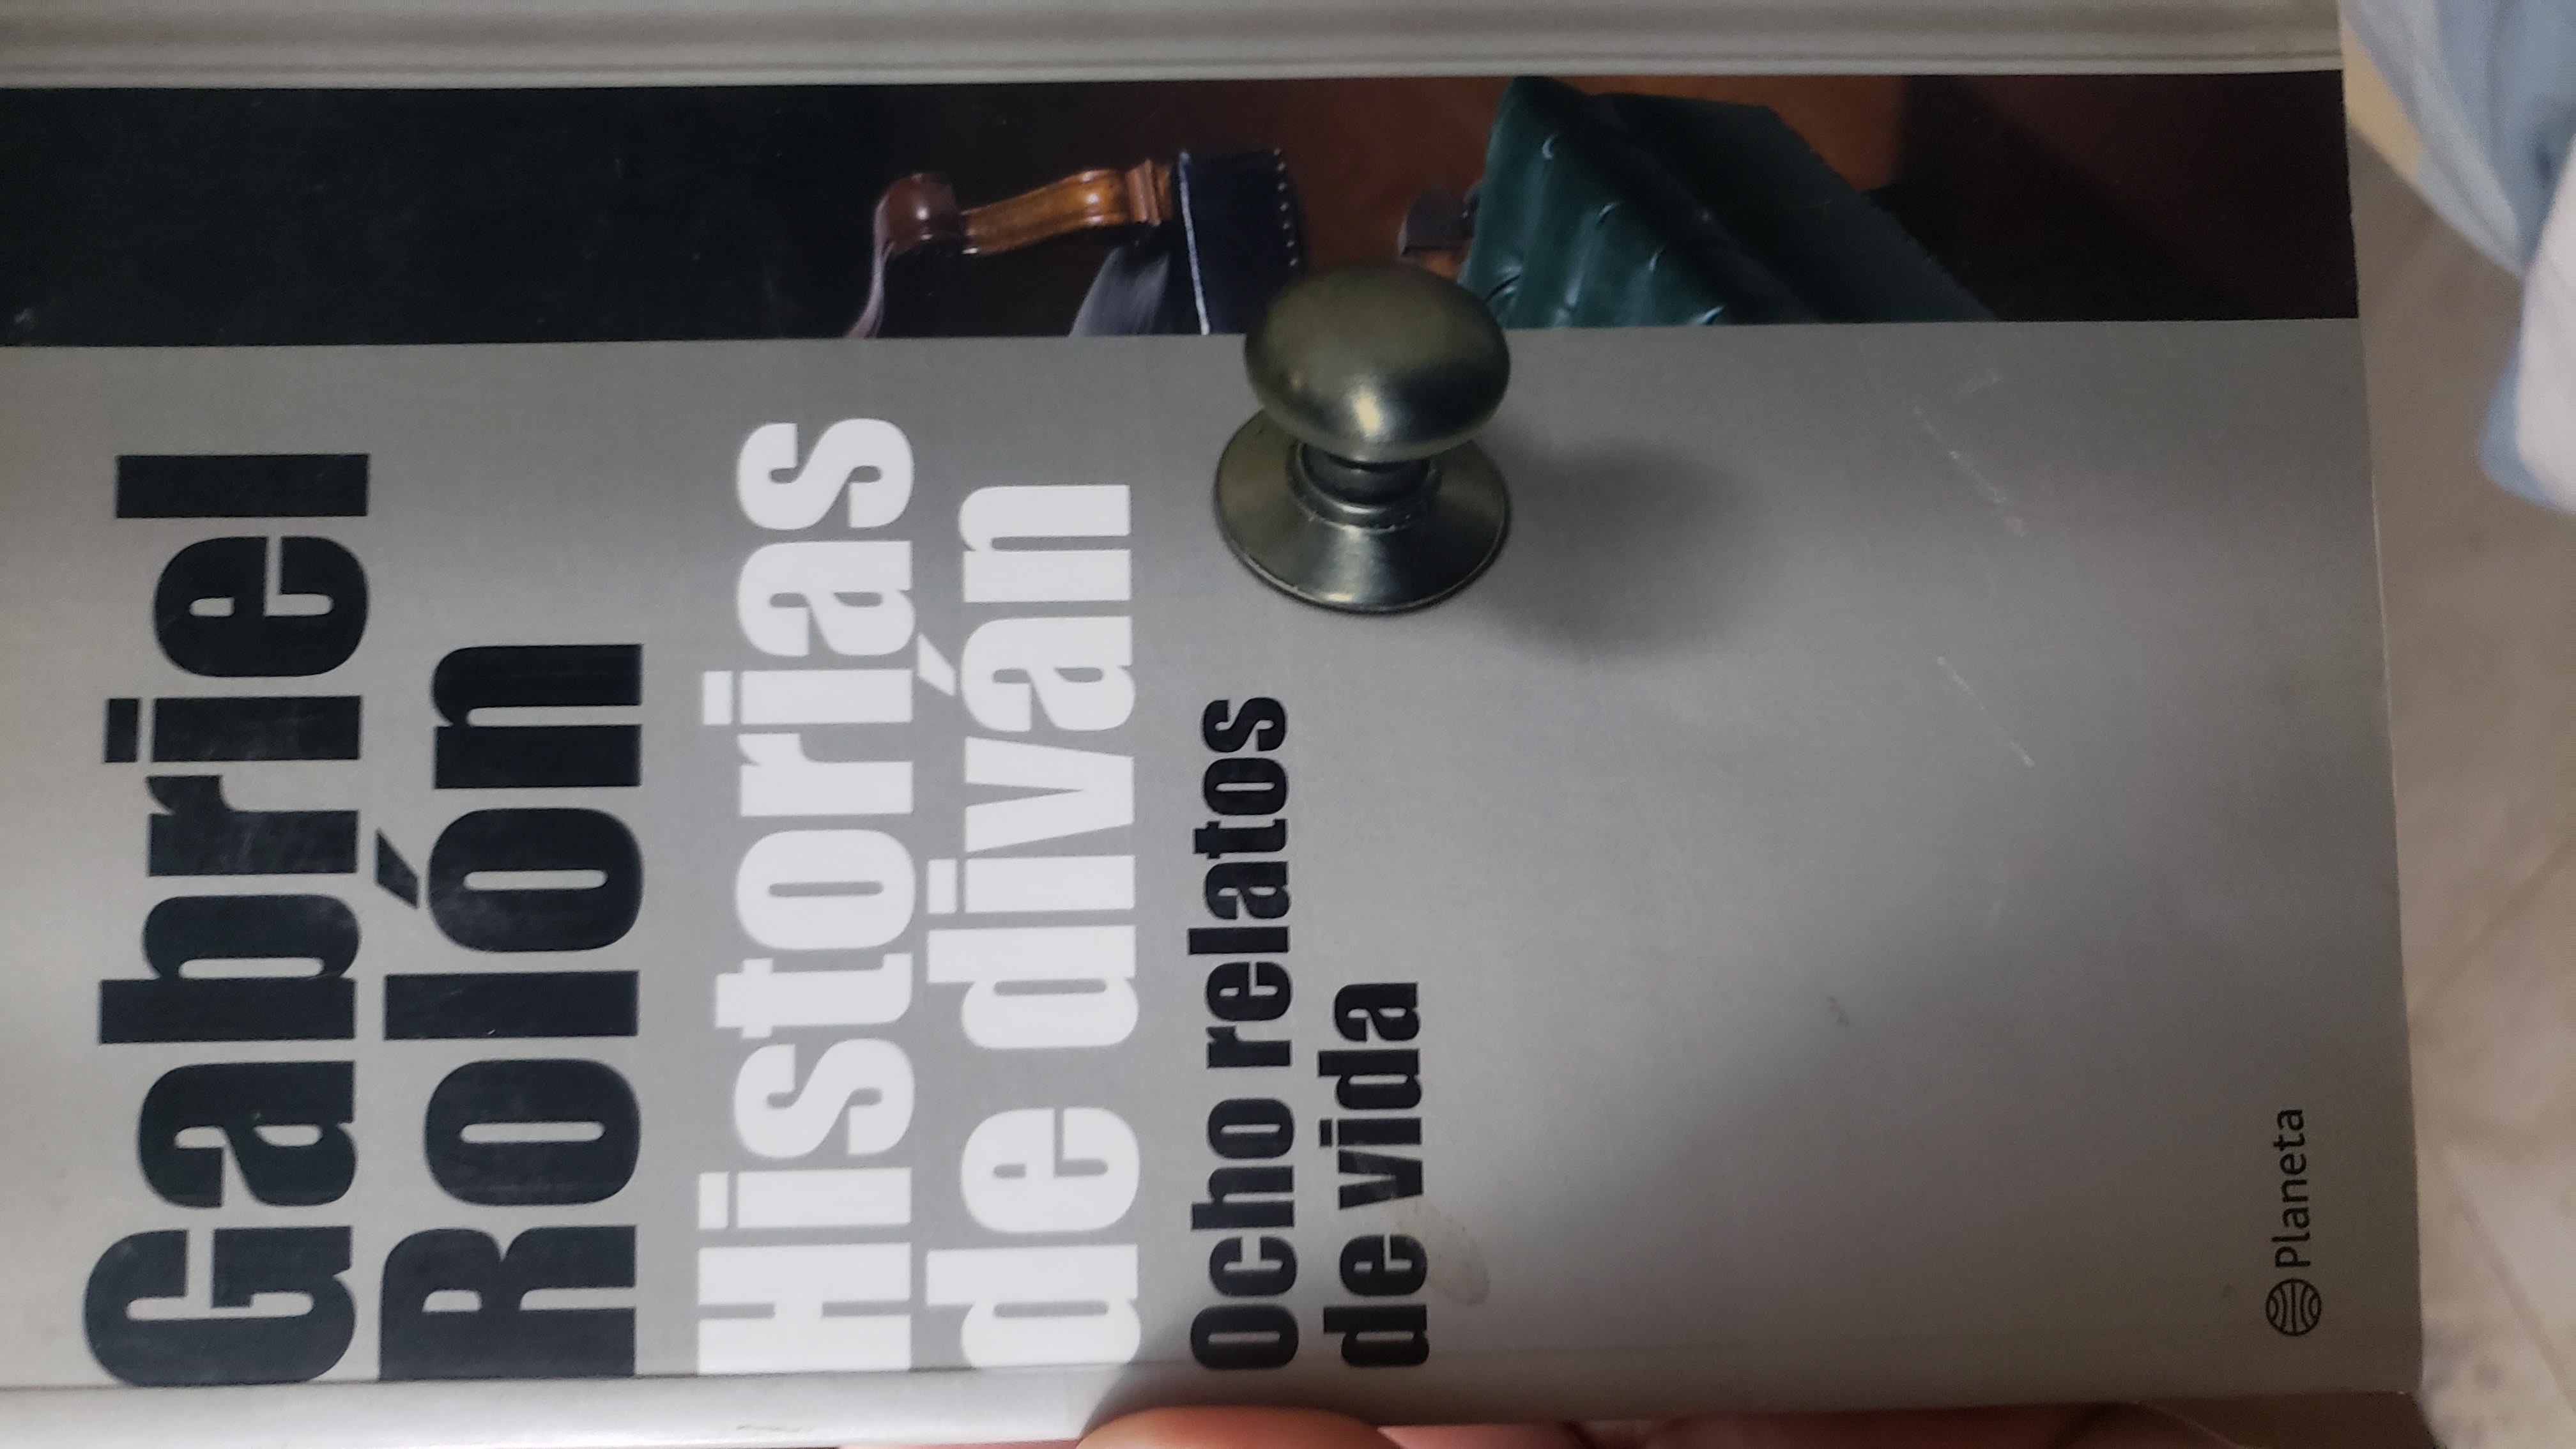 Gabriel
Rolón
Historias
de diván
Ocho relatos
de vida
Planeta